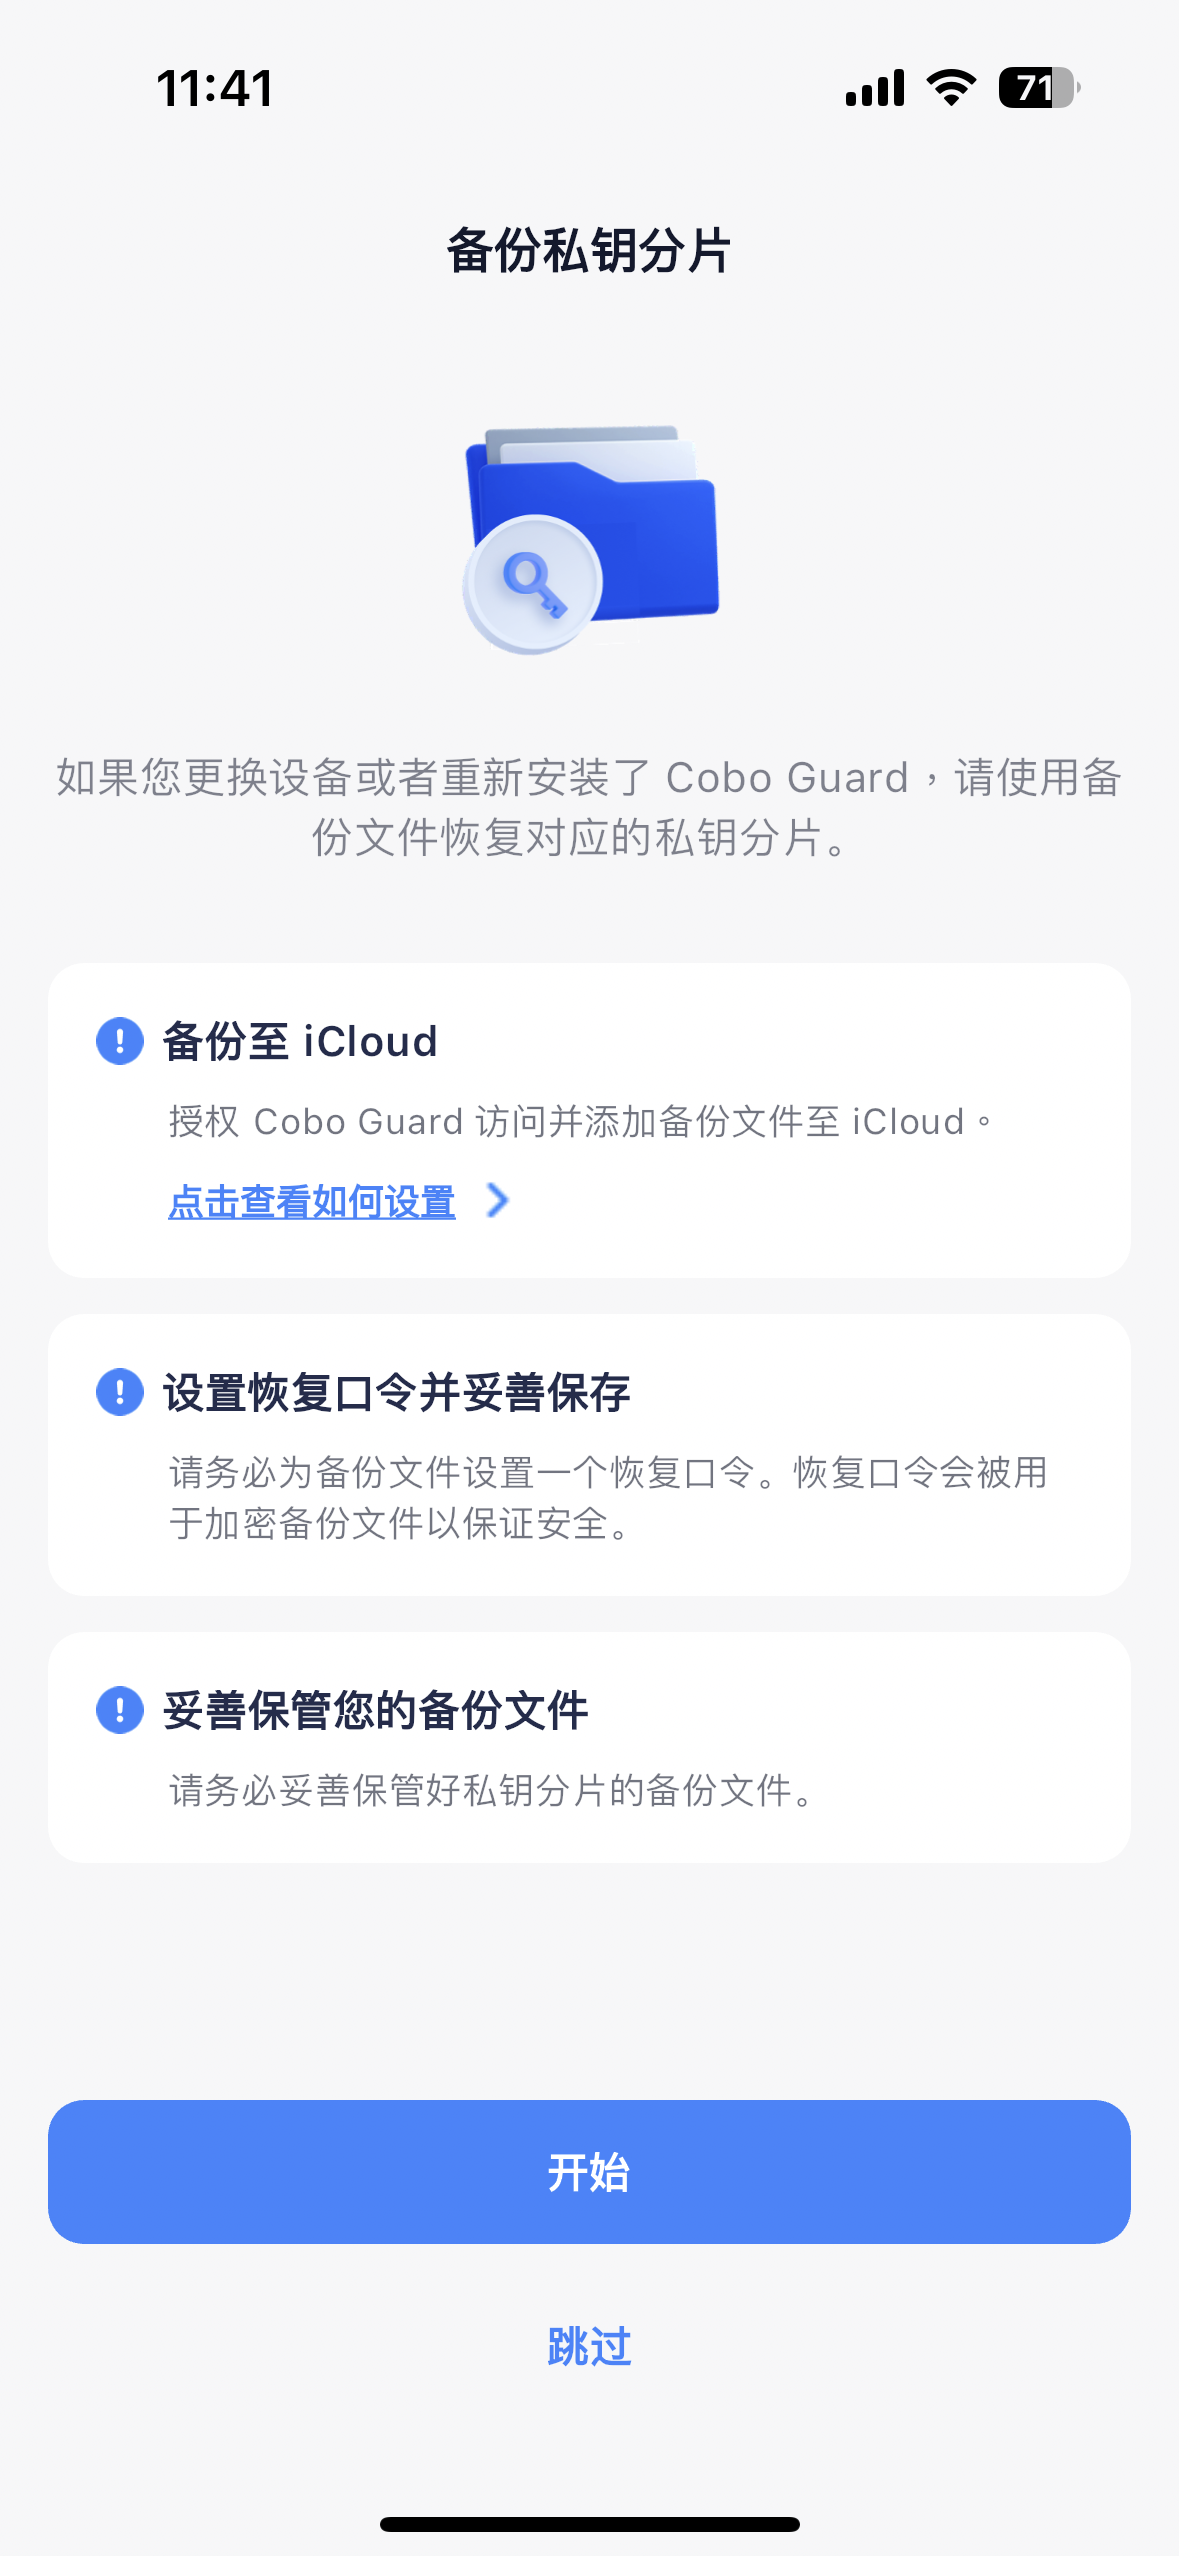 11:41
71
备份私钥分片
如果您更换设备或者重新安装了 Cobo Guard，请使用备
份文件恢复对应的私钥分片。
备份至 iCloud
授权 Cobo Guard 访问并添加备份文件至 iCloud。
点击查看如何设置
设置恢复口令并妥善保存
请务必为备份文件设置一个恢复口令。恢复口令会被用
于加密备份文件以保证安全。
妥善保管您的备份文件
请务必妥善保管好私钥分片的备份文件。
开始
跳过